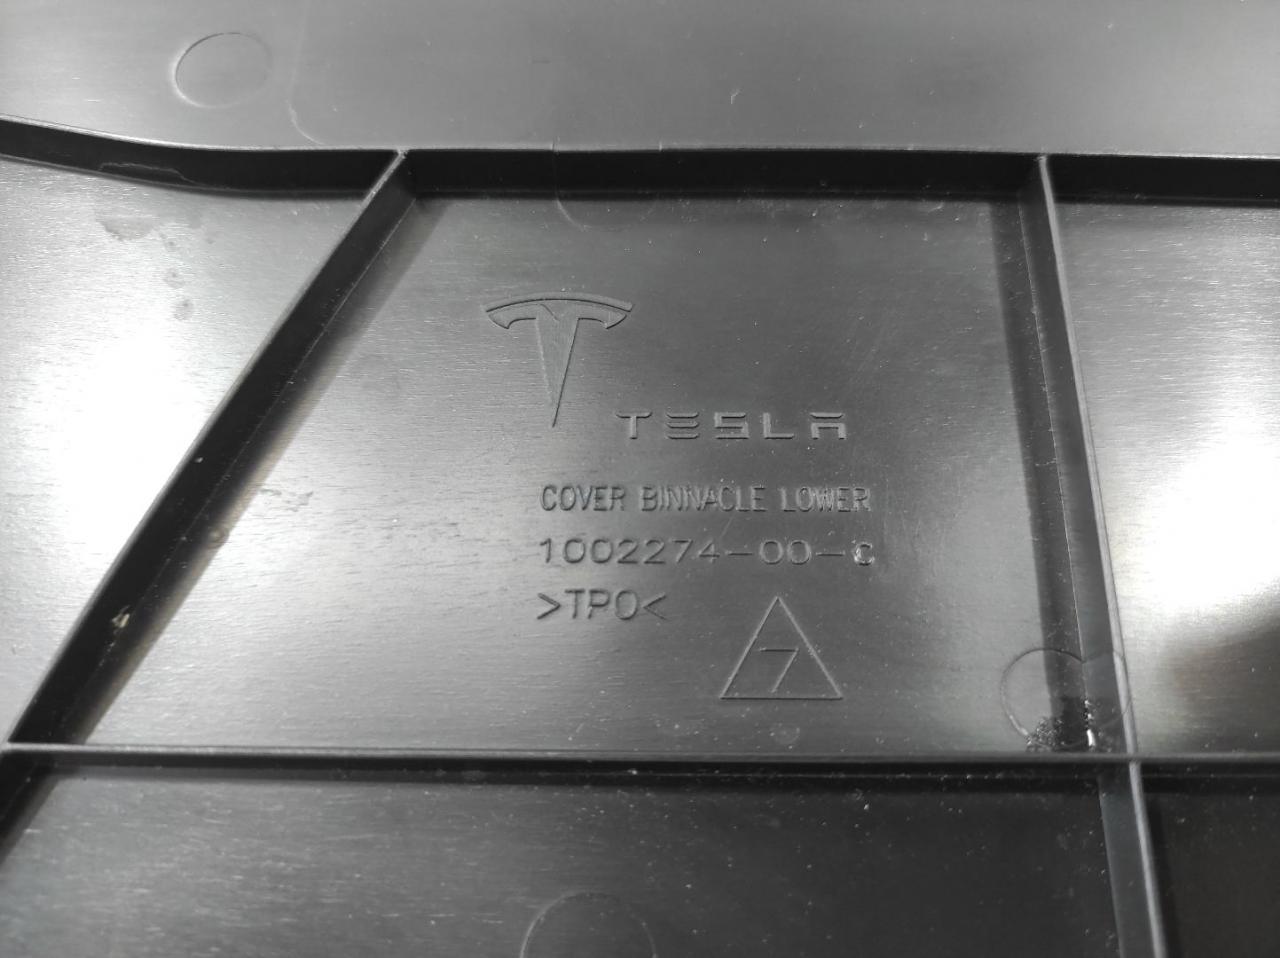 TESLA
COVER BINNACLE LOWER
1002274-00-C
>TPO<
7